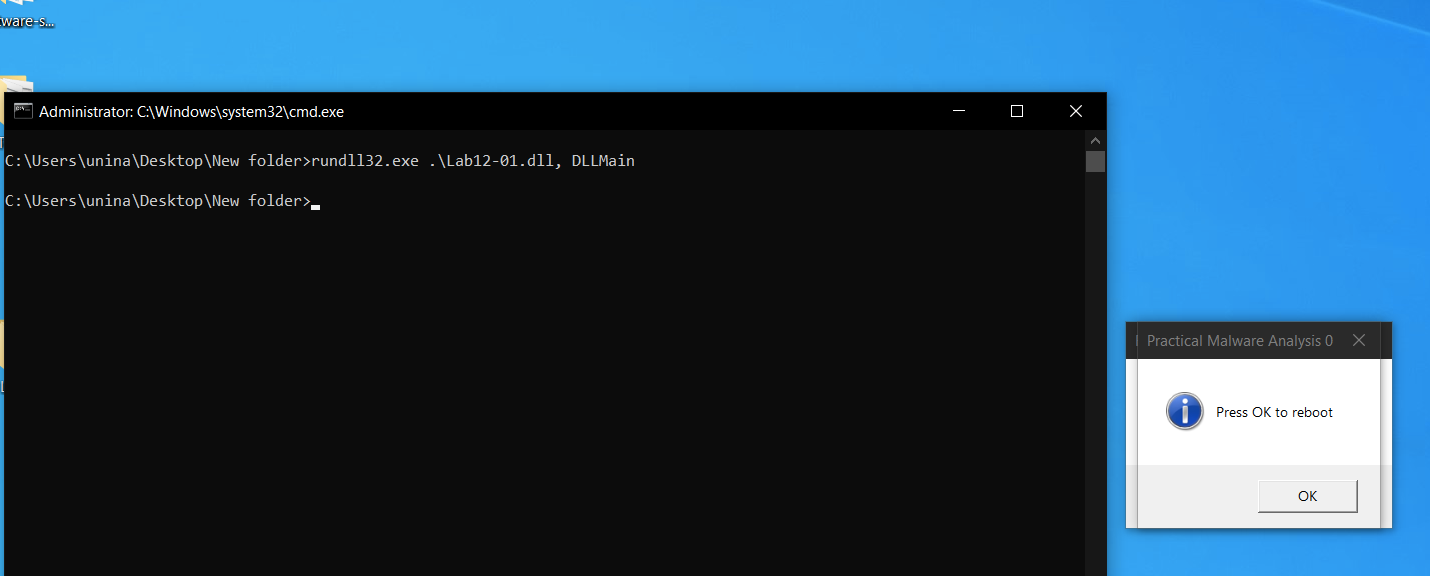 tware-s...
Administrator: C:\Windows\system32\cmd.exe
C:\Users\unina\Desktop\New folder>rundll32.exe .\Lab12-01.dll, DLLMain
C:\Users\unina\Desktop\New folder>
Practical Malware Analysis 0
Press OK to reboot
OK